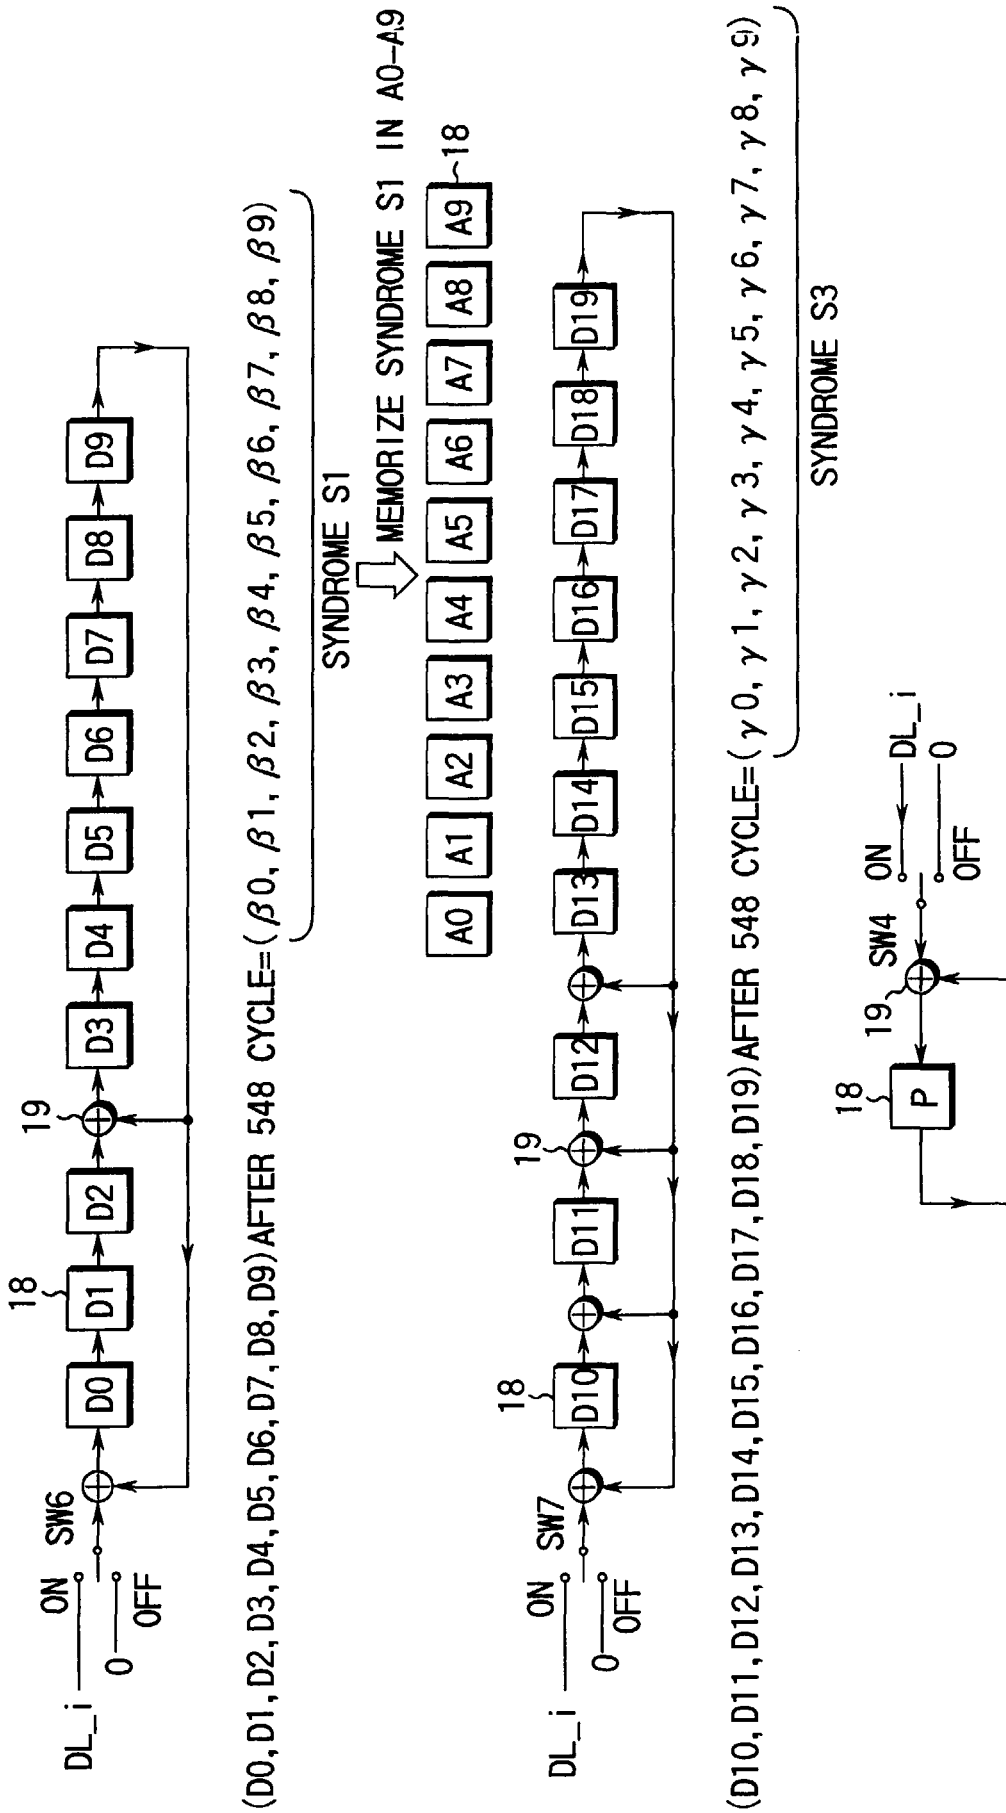 DL_i
ON
0
OFF
SW6
D0
18
D1
D2
19
D3
D4
D5
D6
D7
D8
D9
(D0, D1, D2, D3, D4, D5, D6, D7, D8, D9) AFTER 548 CYCLE=(β0, β1, β2, β3, β4, β5, β6, β7, β8, β9)
SYNDROME S1
MEMORIZE SYNDROME S1 IN A0-A9
A0
A1
A2
A3
A4
A5
A6
A7
A8
A9
18
DL_i
ON
0
OFF
SW7
18
D10
D11
19
D12
D13
D14
D15
D16
D17
D18
D19
(D10, D11, D12, D13, D14, D15, D16, D17, D18, D19) AFTER 548 CYCLE=(γ0, γ1, γ2, γ3, γ4, γ5, γ6, γ7, γ8, γ9)
SYNDROME S3
18
P
19
SW4
ON
OFF
DL_i
0